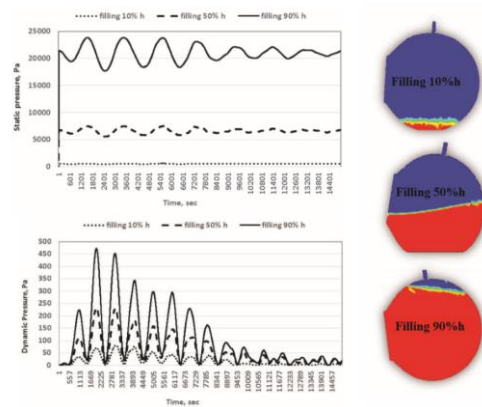 filling 10% h filling 50% h filling 90% h
Static pressure, Pa
25000
20000
15000
10000
5000
0
1 601 1201 1801 2401 3001 3601 4201 4801 5401 6001 6601 7201 7801 8401 9001 9601 10201 10801 11401 12001 12601 13201 13801 14401
Time, sec
filling 10% h filling 50% h filling 90% h
Dynamic Pressure, Pa
500
450
400
350
300
250
200
150
100
50
0
1 557 1113 1669 2225 2781 3337 3893 4449 5005 5561 6117 6673 7229 7785 8341 8897 9453 10009 10565 11121 11677 12233 12789 13345 13901 14457
Time, sec
Filling 10%h
Filling 50%h
Filling 90%h